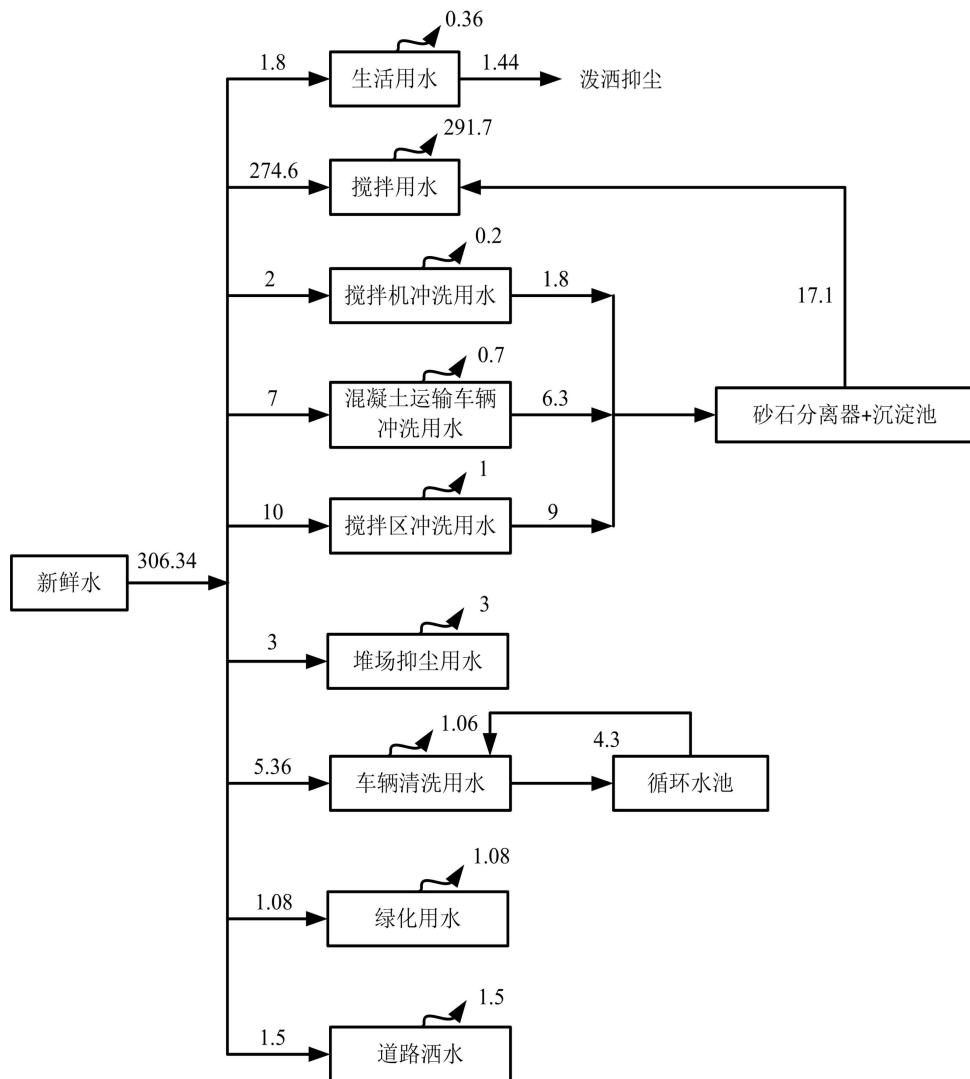 0.36
1.8
生活用水
1.44
泼洒抑尘
291.7
274.6
搅拌用水
0.2
2
搅拌机冲洗用水
1.8
17.1
0.7
7
混凝土运输车辆
冲洗用水
6.3
砂石分离器+沉淀池
1
10
搅拌区冲洗用水
9
新鲜水
306.34
3
3
堆场抑尘用水
1.06
5.36
车辆清洗用水
4.3
循环水池
1.08
1.08
绿化用水
1.5
1.5
道路洒水